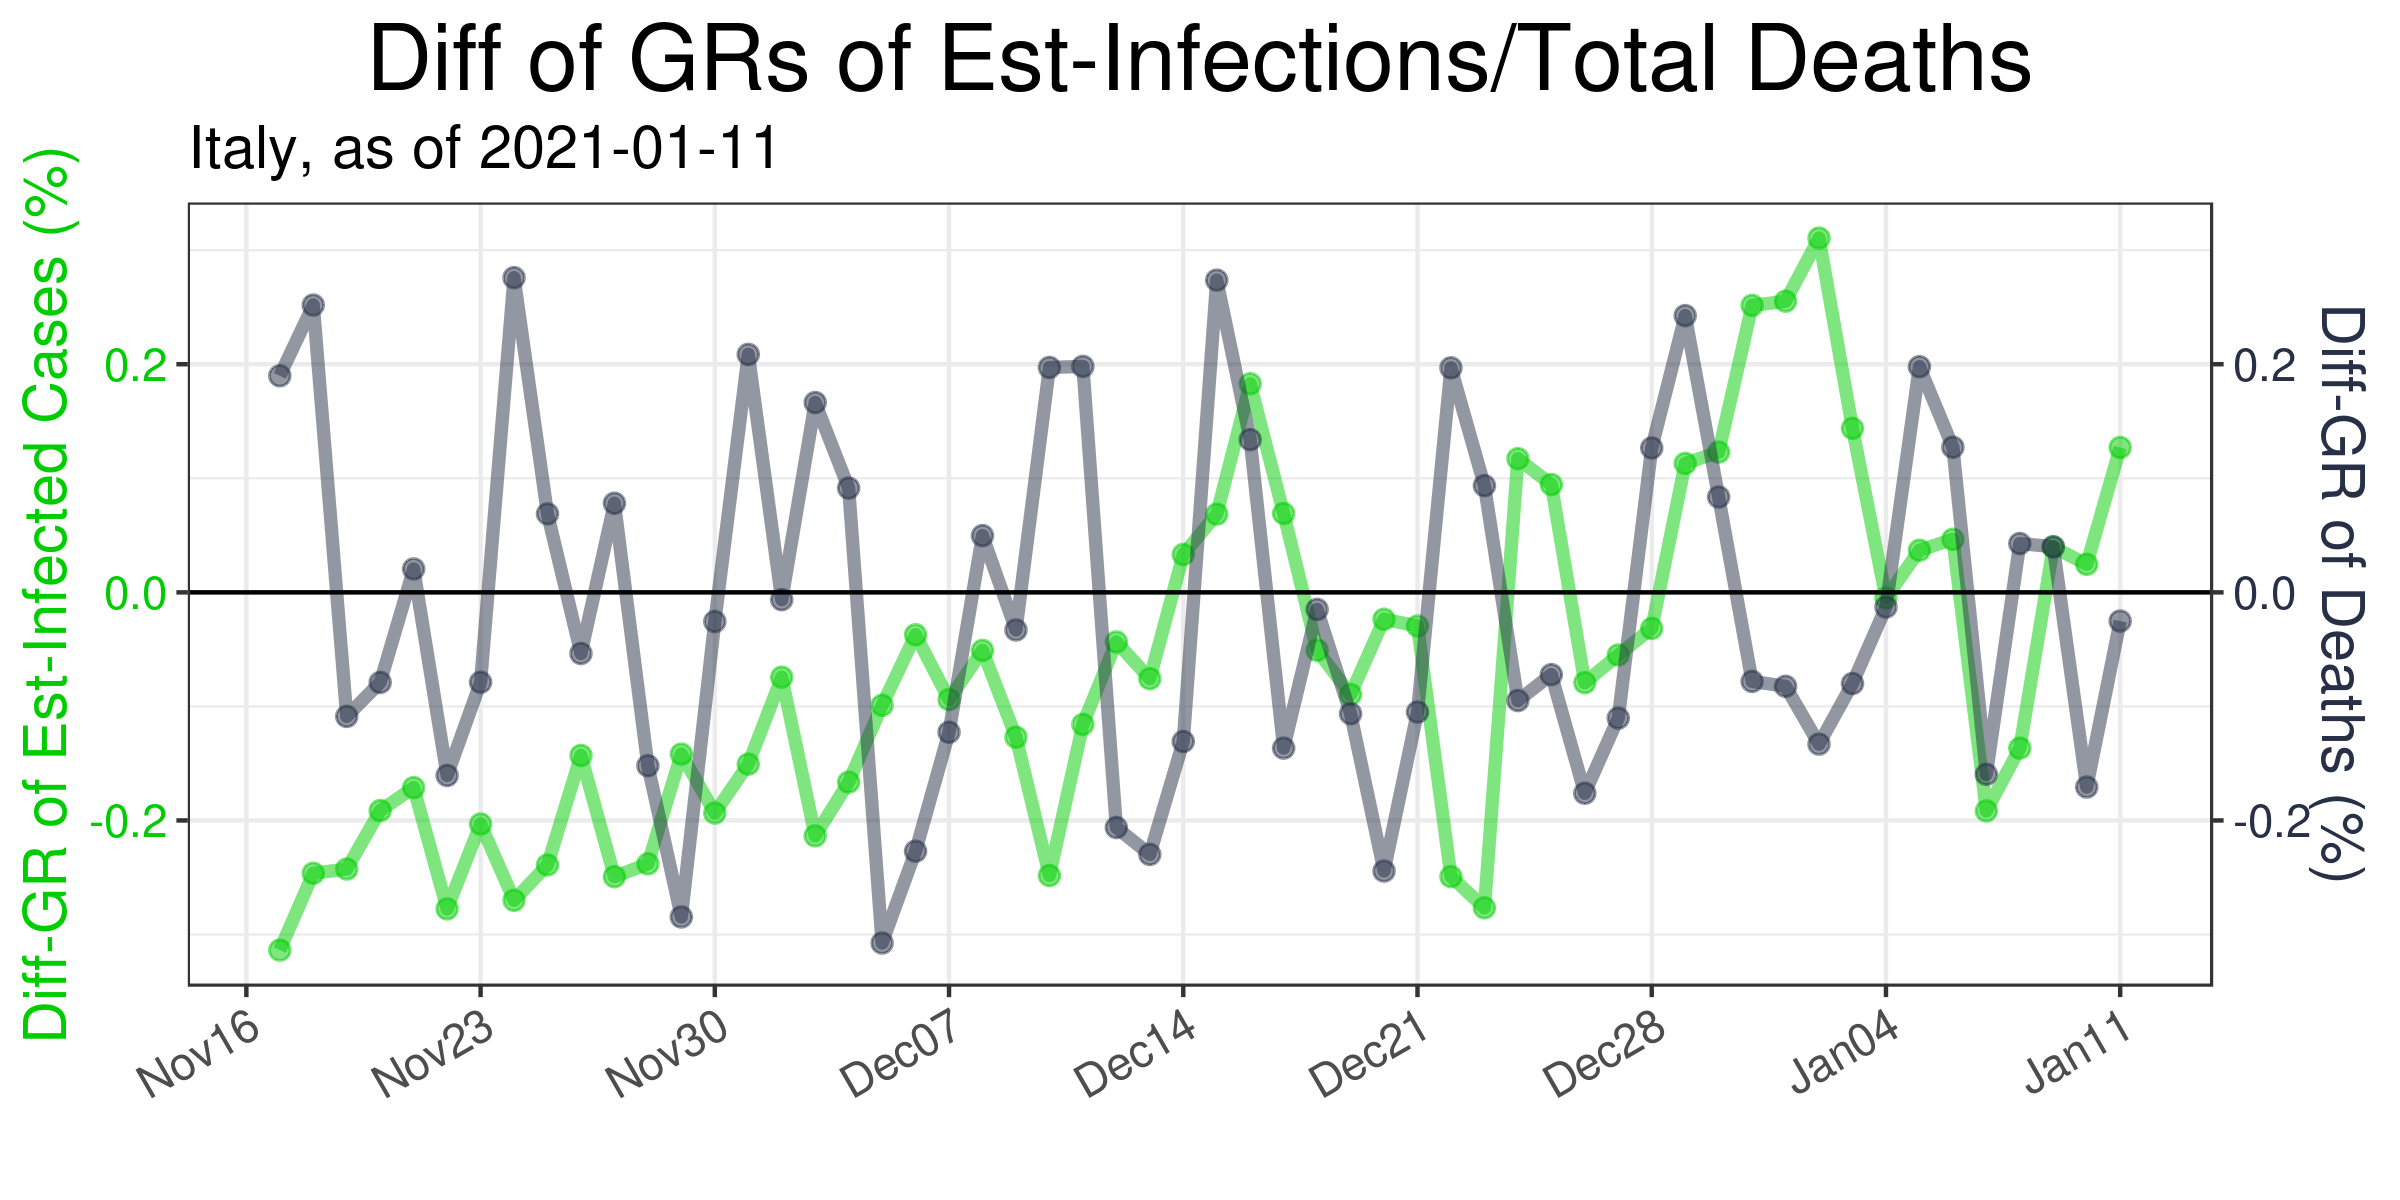 Diff of GRs of Est-Infections/Total Deaths
Italy, as of 2021-01-11
Diff-GR of Est-Infected Cases (%)
0.2
0.0
-0.2
0.2
0.0
-0.2
Diff-GR of Deaths (%)
Nov16
Nov23
Nov30
Dec07
Dec14
Dec21
Dec28
Jan04
Jan11